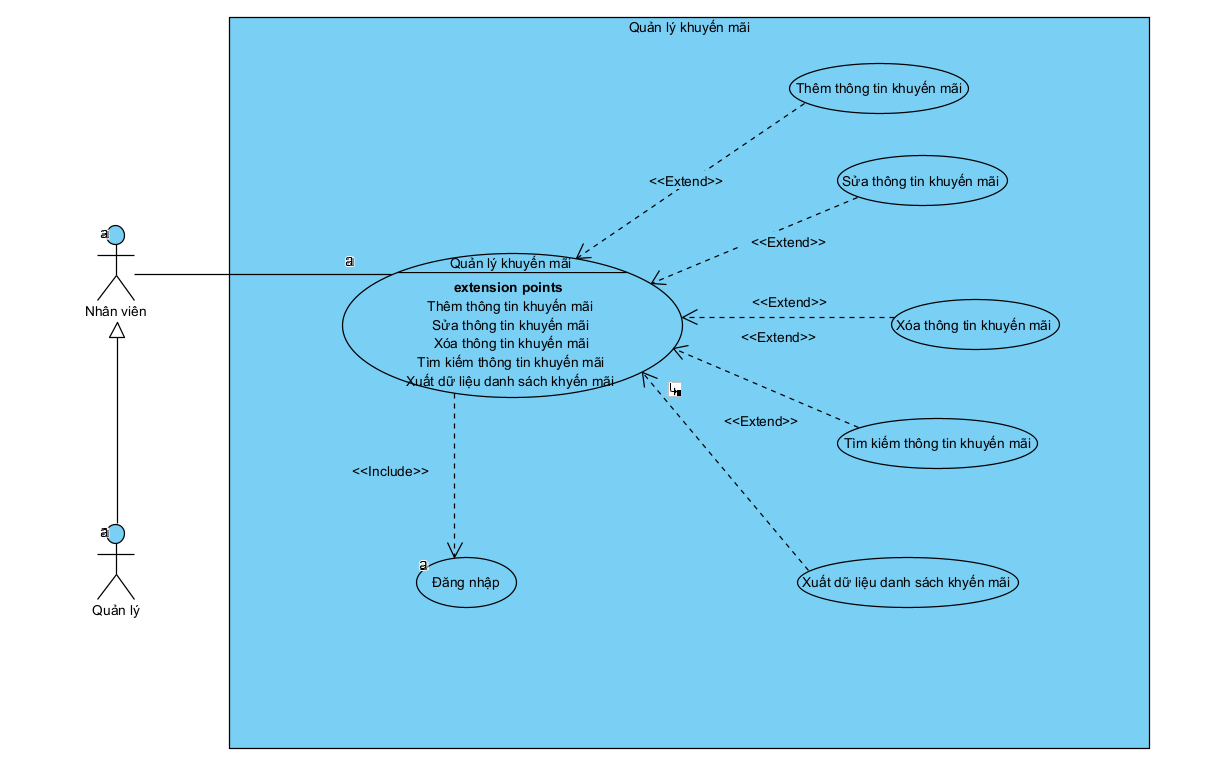 Quản lý khuyến mãi
Thêm thông tin khuyến mãi
<<Extend>>
Sửa thông tin khuyến mãi
<<Extend>>
a
a
Nhân viên
Quản lý khuyến mãi
extension points
Thêm thông tin khuyến mãi
Sửa thông tin khuyến mãi
Xóa thông tin khuyến mãi
Tìm kiếm thông tin khuyến mãi
Xuất dữ liệu danh sách khyến mãi
<<Extend>>
Xóa thông tin khuyến mãi
<<Extend>>
<<Extend>>
Tìm kiếm thông tin khuyến mãi
<<Include>>
a
Quản lý
a
Đăng nhập
Xuất dữ liệu danh sách khyến mãi